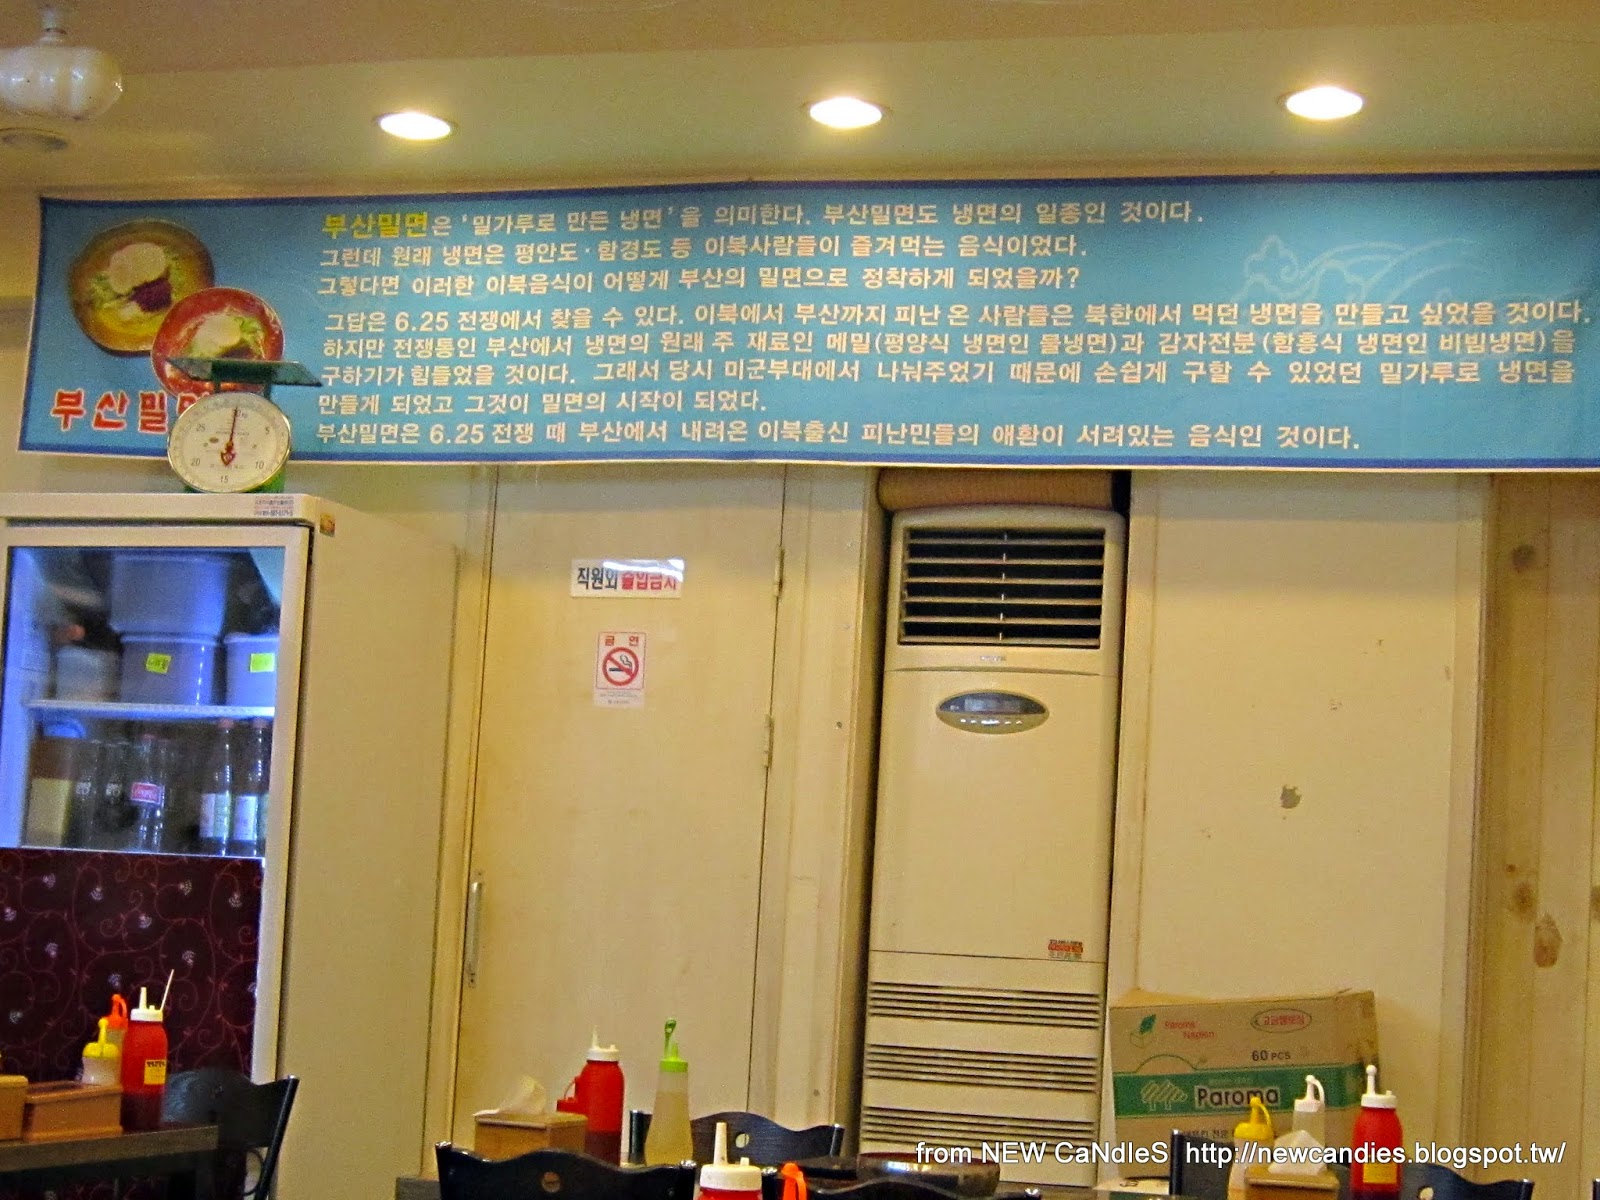 부산밀면은 '밀가루로 만든 냉면'을 의미한다. 부산밀면도 냉면의 일종인 것이다.
그런데 원래 냉면은 평안도·함경도 등 이북사람들이 즐겨먹는 음식이었다.
그렇다면 이러한 이북음식이 어떻게 부산의 밀면으로 정착하게 되었을까?
그답은 6.25 전쟁에서 찾을 수 있다. 이북에서 부산까지 피난 온 사람들은 북한에서 먹던 냉면을 만들고 싶었을 것이다.
하지만 전쟁통인 부산에서 냉면의 원래 주 재료인 메밀(평양식 냉면인 물냉면)과 감자전분(함흥식 냉면인 비빔냉면)을
구하기가 힘들었을 것이다. 그래서 당시 미군부대에서 나눠주었기 때문에 손쉽게 구할 수 있었던 밀가루로 냉면을
만들게 되었고 그것이 밀면의 시작이 되었다.
부산밀면은 6.25 전쟁 때 부산에서 내려온 이북출신 피난민들의 애환이 서려있는 음식인 것이다.
부산밀면
25 5
20 10
15
직원외 출입금지
금 연
Paroma
Napkin
60 PCS
Paroma
from NEW CaNdleS http://newcandies.blogspot.tw/